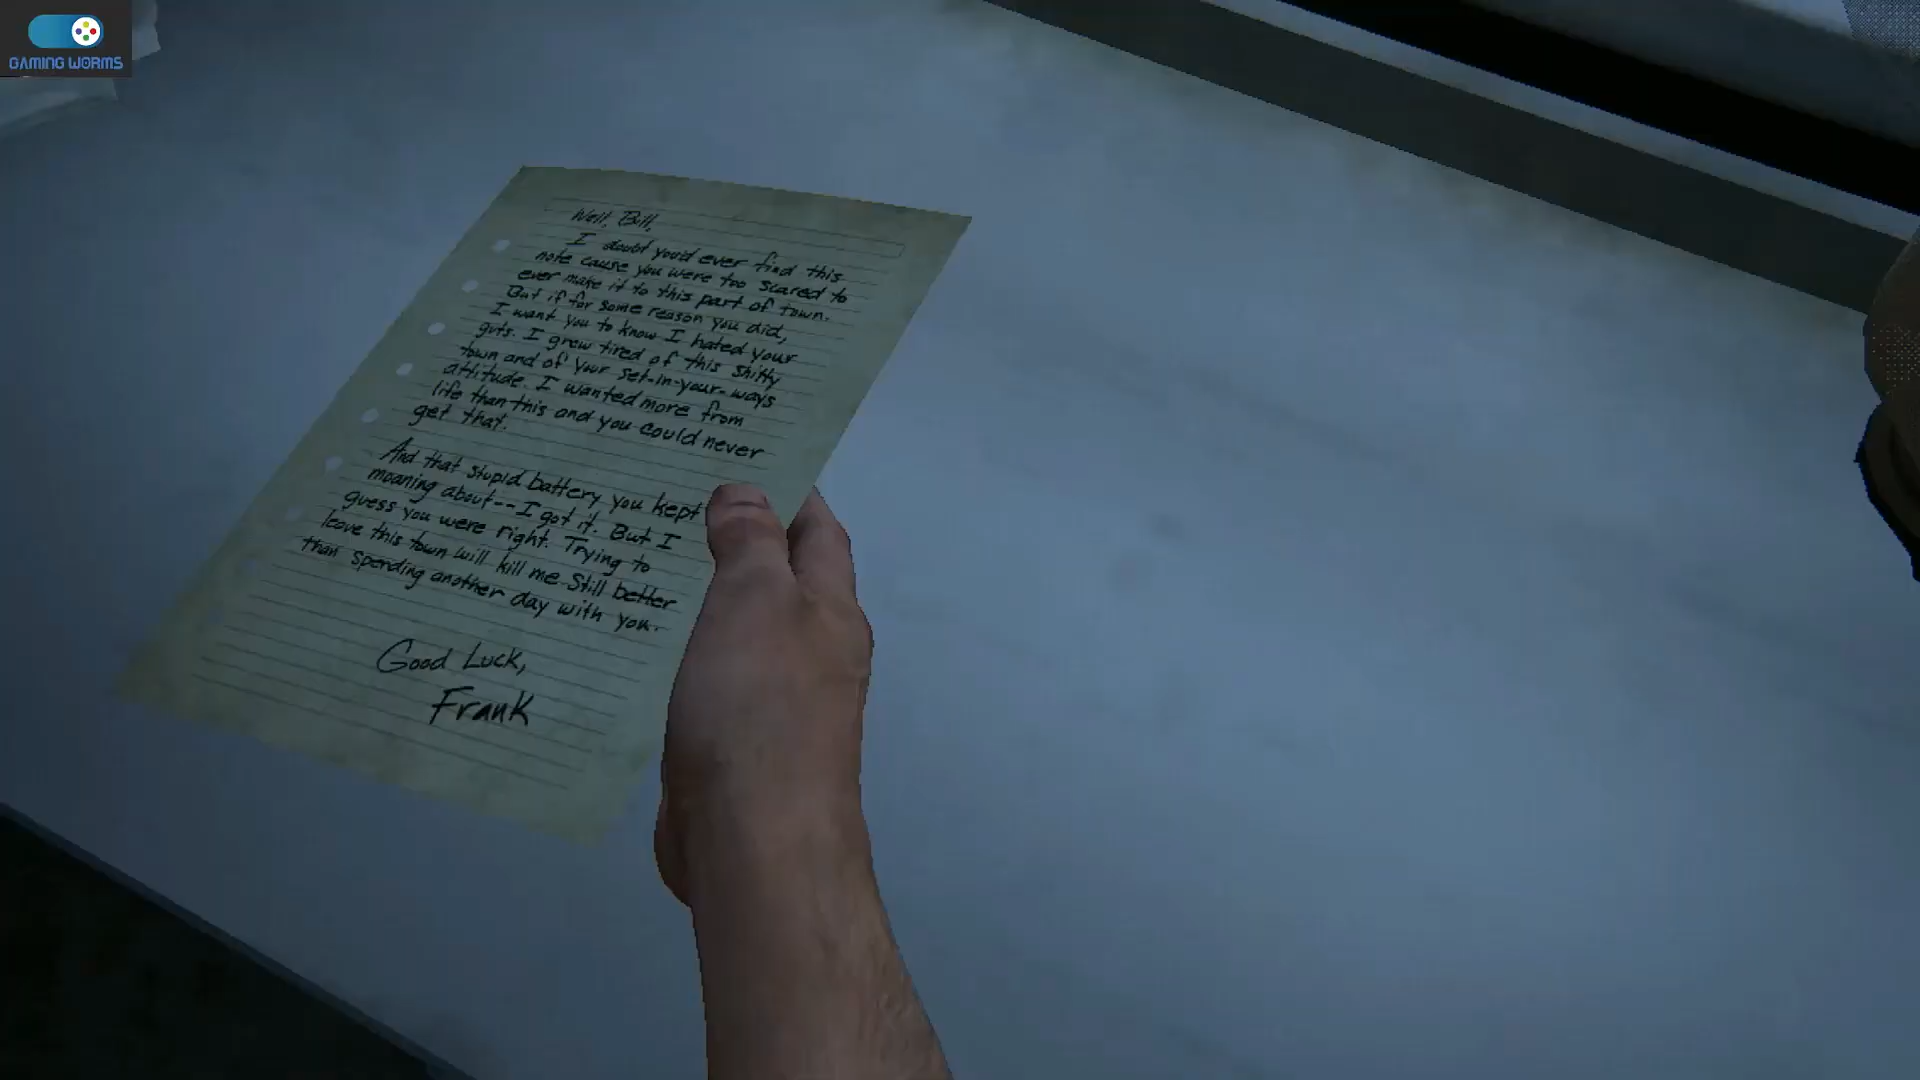 GAMING WORMS
Well, Bill,
I doubt you'd ever find this
note cause you were too scared to
ever make it to this part of town.
But if for some reason you did,
I want you to know I hated your
guts. I grew tired of this shitty
town and of your set-in-your-ways
attitude. I wanted more from
life than this and you could never
get that.
And that stupid battery you kept
moaning about -- I got it. But I
guess you were right. Trying to
leave this town will kill me. Still better
than spending another day with you.
Good Luck,
Frank